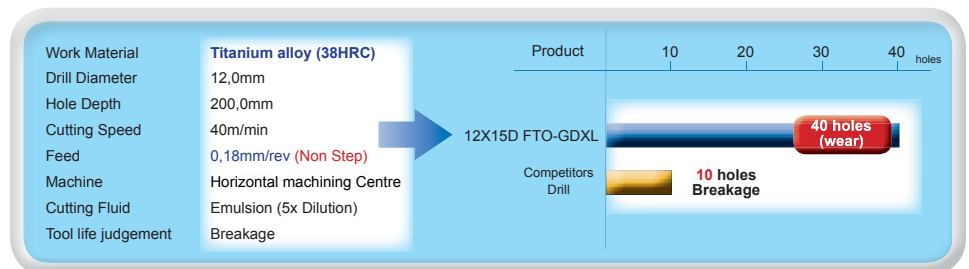 Work Material Titanium alloy (38HRC)
Drill Diameter 12,0mm
Hole Depth 200,0mm
Cutting Speed 40m/min
Feed 0,18mm/rev (Non Step)
Machine Horizontal machining Centre
Cutting Fluid Emulsion (5x Dilution)
Tool life judgement Breakage
Product 10 20 30 40 holes
12X15D FTO-GDXL
40 holes
(wear)
Competitors
Drill
10 holes
Breakage